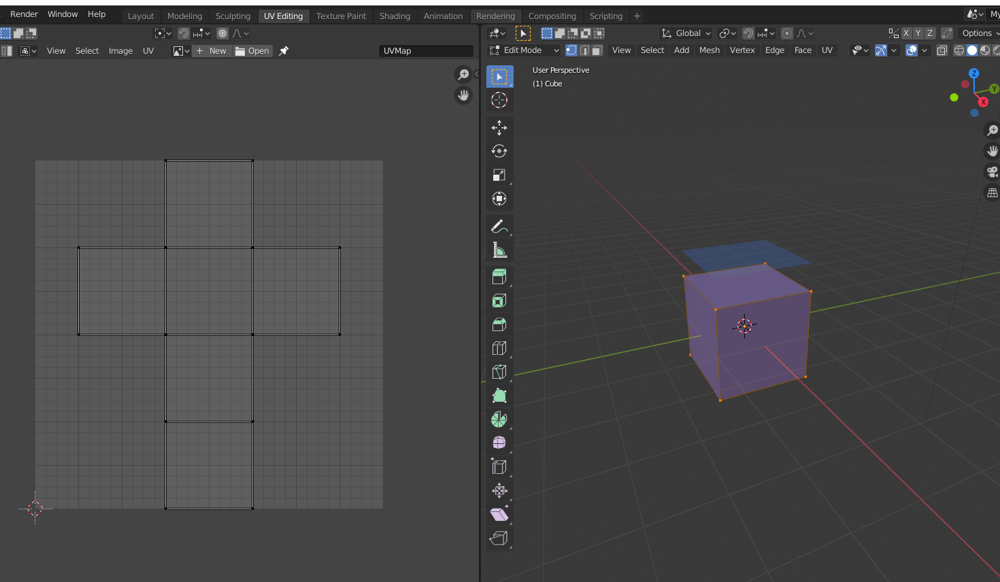 Render Window Help Layout Modeling Sculpting UV Editing Texture Paint Shading Animation Rendering Compositing Scripting + My
Global X Y Z Options
View Select Image UV New Open UVMap
Edit Mode View Select Add Mesh Vertex Edge Face UV
User Perspective
(1) Cube
Z
Y
X